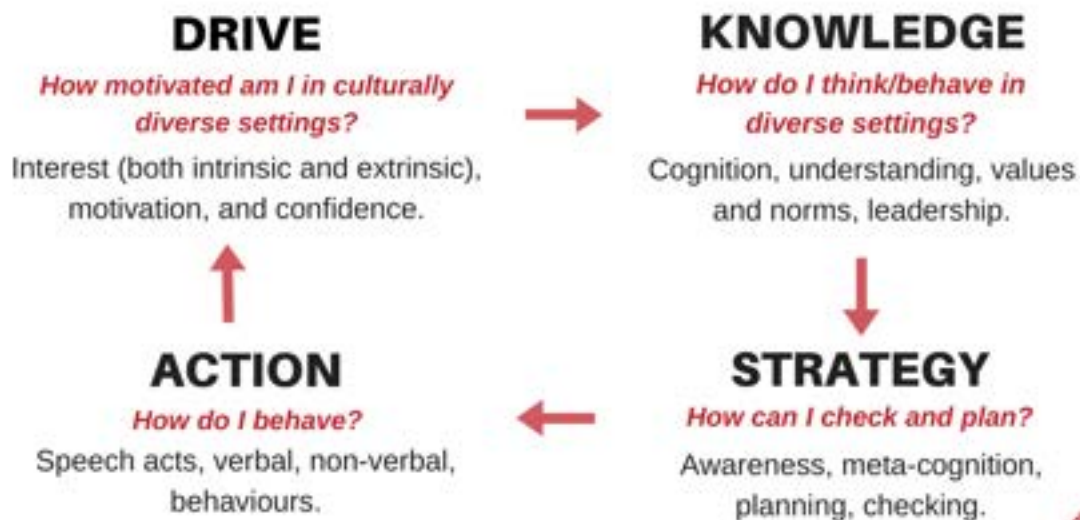 DRIVE
How motivated am I in culturally
diverse settings?
Interest (both intrinsic and extrinsic),
motivation, and confidence.
KNOWLEDGE
How do I think/behave in
diverse settings?
Cognition, understanding, values
and norms, leadership.
ACTION
How do I behave?
Speech acts, verbal, non-verbal,
behaviours.
STRATEGY
How can I check and plan?
Awareness, meta-cognition,
planning, checking.